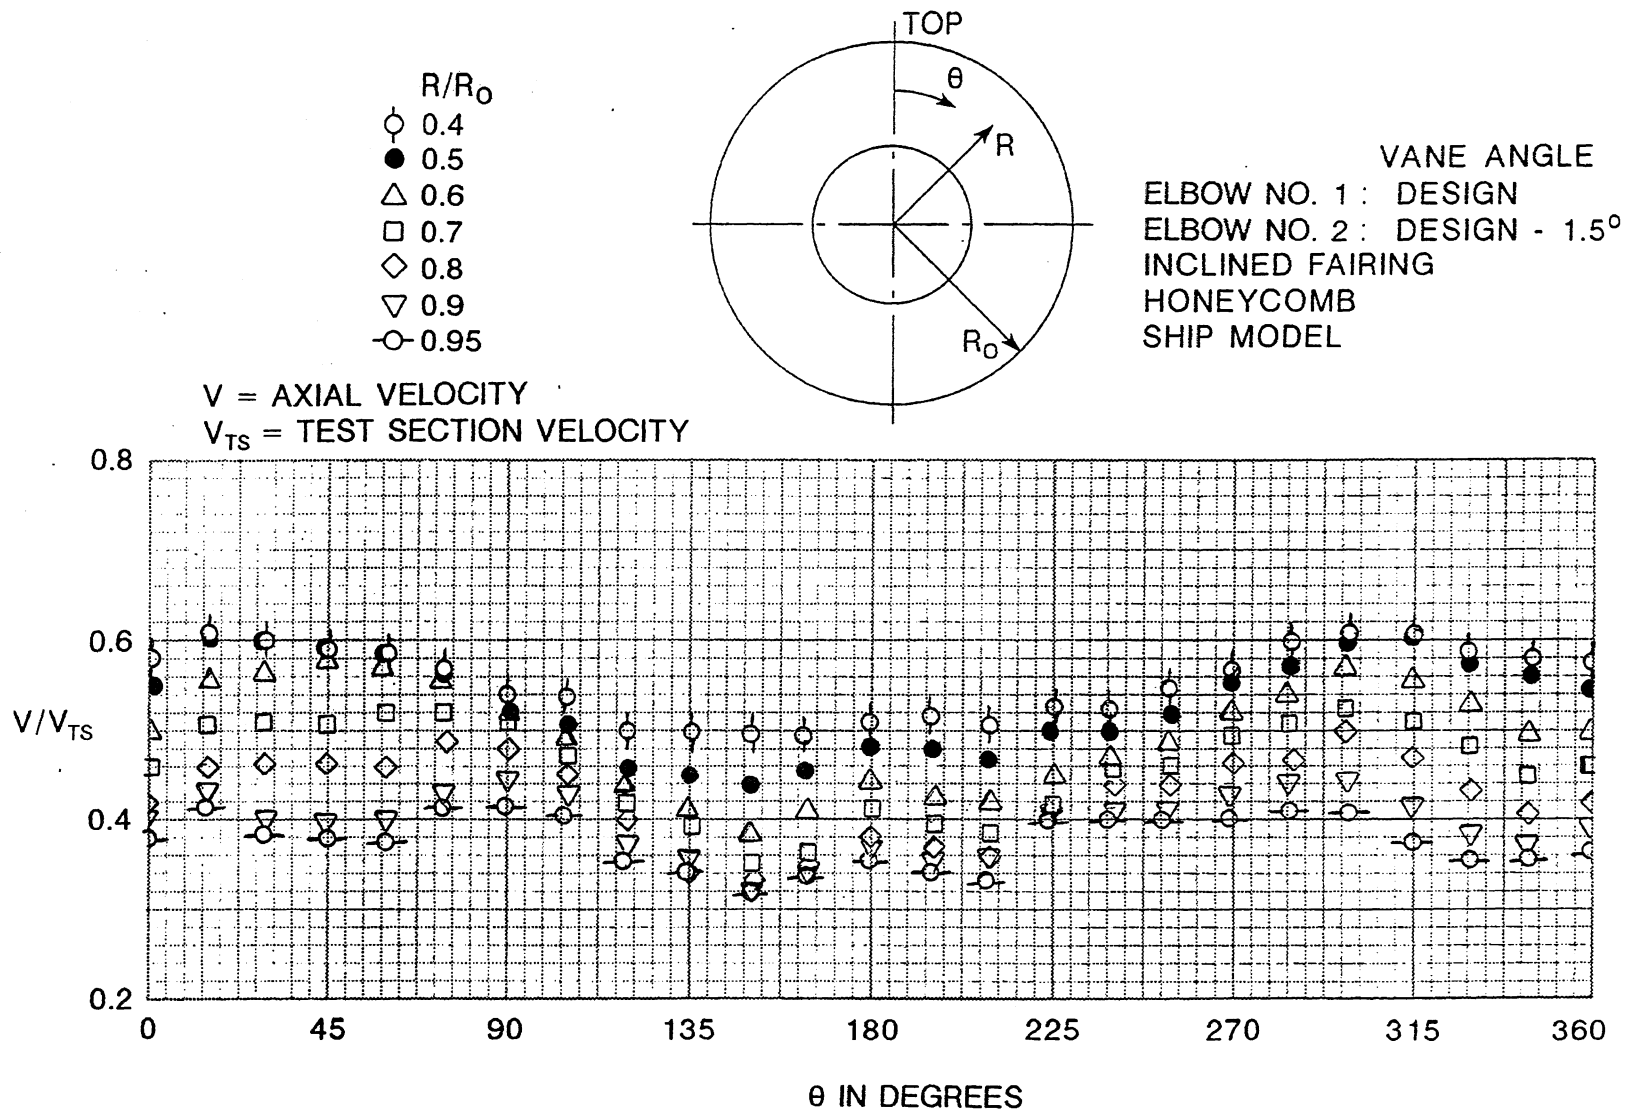 TOP
θ
R
R₀
R/R₀
0.4
0.5
0.6
0.7
0.8
0.9
0.95
VANE ANGLE
ELBOW NO. 1 : DESIGN
ELBOW NO. 2 : DESIGN - 1.5°
INCLINED FAIRING
HONEYCOMB
SHIP MODEL
V = AXIAL VELOCITY
V_TS = TEST SECTION VELOCITY
0.8
0.6
V/V_TS
0.4
0.2
0 45 90 135 180 225 270 315 360
θ IN DEGREES